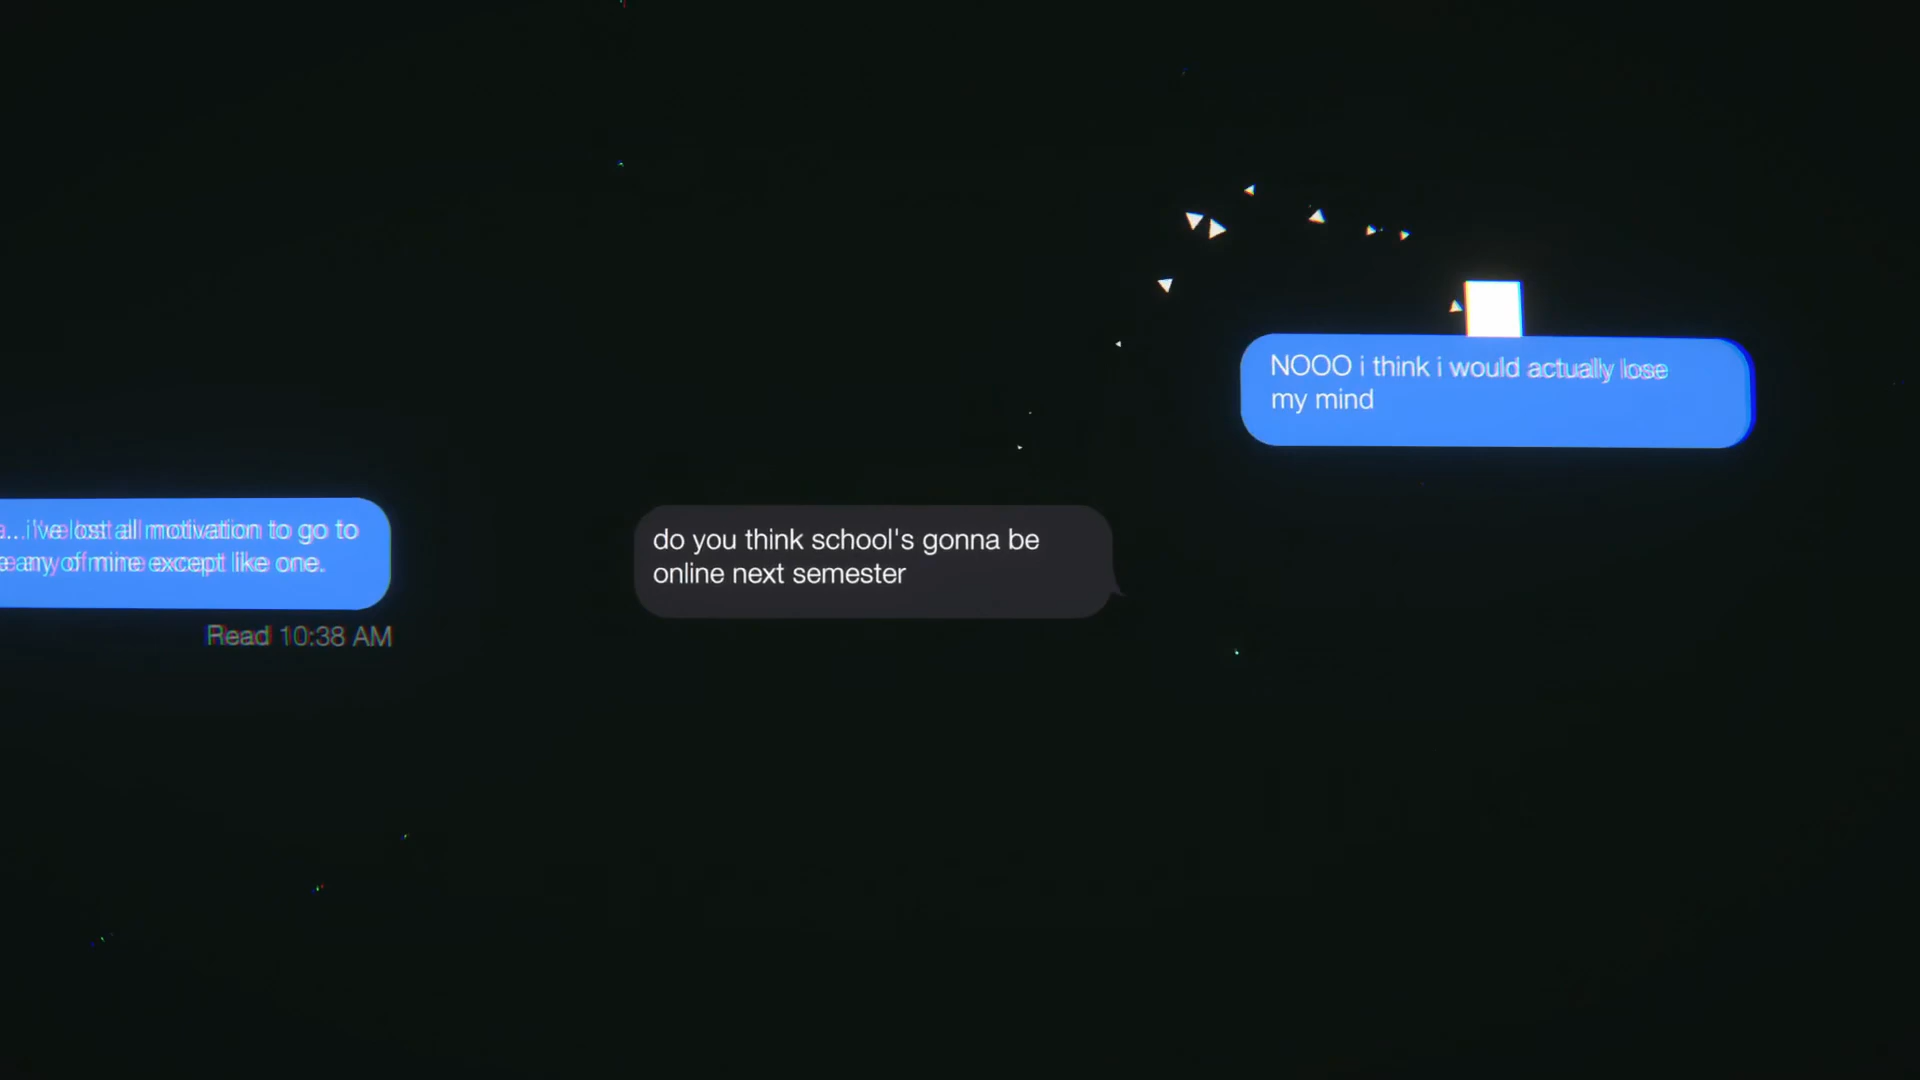 ...i've lost all motivation to go to
any of mine except like one.
Read 10:38 AM
do you think school's gonna be
online next semester
NOOO i think i would actually lose
my mind